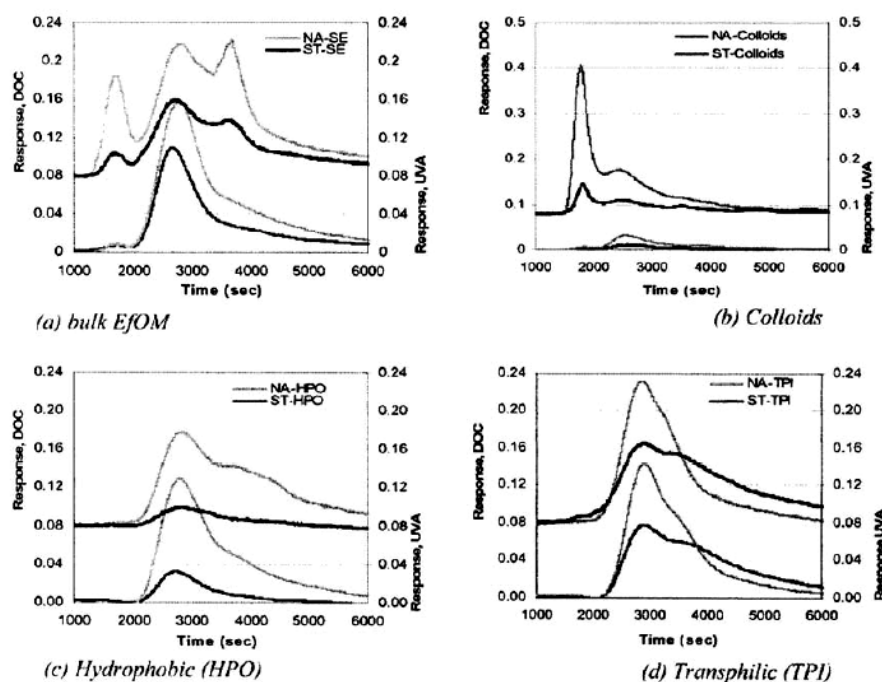 NA-SE
ST-SE
Response, DOC
Response, UVA
0.24
0.2
0.16
0.12
0.08
0.04
0
0.24
0.20
0.16
0.12
0.08
0.04
0
1000 2000 3000 4000 5000 6000
Time (sec)
(a) bulk EfOM
NA-Colloids
ST-Colloids
Response, DOC
Response, UVA
0.5
0.4
0.3
0.2
0.1
0
0.5
0.4
0.3
0.2
0.1
0
1000 2000 3000 4000 5000 6000
Time (sec)
(b) Colloids
NA-HPO
ST-HPO
Response, DOC
Response, UVA
0.24
0.20
0.16
0.12
0.08
0.04
0.00
0.24
0.20
0.16
0.12
0.08
0.04
0.00
1000 2000 3000 4000 5000 6000
Time (sec)
(c) Hydrophobic (HPO)
NA-TPI
ST-TPI
Response, DOC
Response, UVA
0.24
0.20
0.16
0.12
0.08
0.04
0.00
0.24
0.20
0.16
0.12
0.08
0.04
0.00
1000 2000 3000 4000 5000 6000
Time (sec)
(d) Transphilic (TPI)